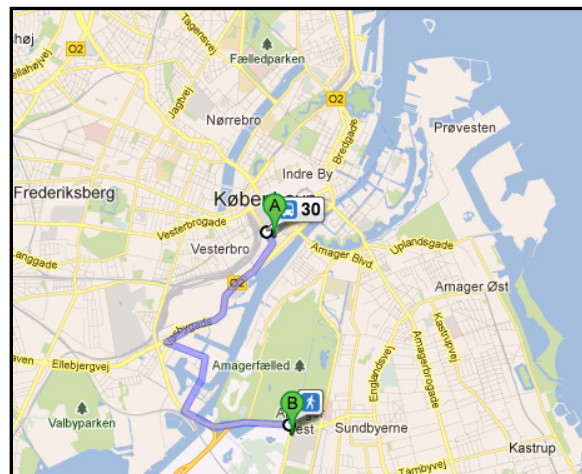 Tagensvej
Fælledparken
Jagtvej
O2
O2
Nørrebro
Bredgade
Prøvesten
Indre By
Frederiksberg
A
30
Vesterbrogade
Vesterbro
Amager Blvd
Uplandsgade
O2
Amager Øst
Ellebjergvej
Amagerfælled
Englandsvej
Amagerbrogade
Kastrupvej
B
Valbyparken
Sundbyerne
Kastrup
Tårnbyvej